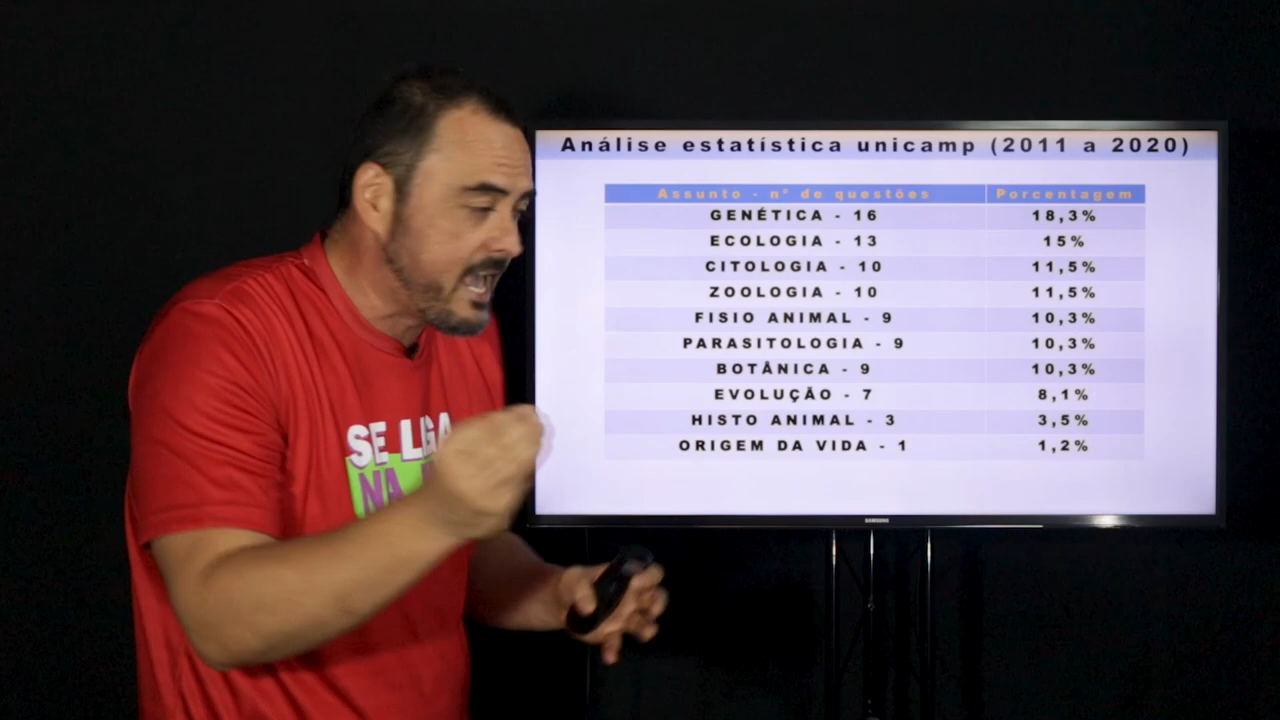 Análise estatística unicamp (2011 a 2020)
Assunto - nº de questões Porcentagem
GENÉTICA - 16 18,3%
ECOLOGIA - 13 15%
CITOLOGIA - 10 11,5%
ZOOLOGIA - 10 11,5%
FISIO ANIMAL - 9 10,3%
PARASITOLOGIA - 9 10,3%
BOTÂNICA - 9 10,3%
EVOLUÇÃO - 7 8,1%
HISTO ANIMAL - 3 3,5%
ORIGEM DA VIDA - 1 1,2%
SAMSUNG
SE LIGA
NA